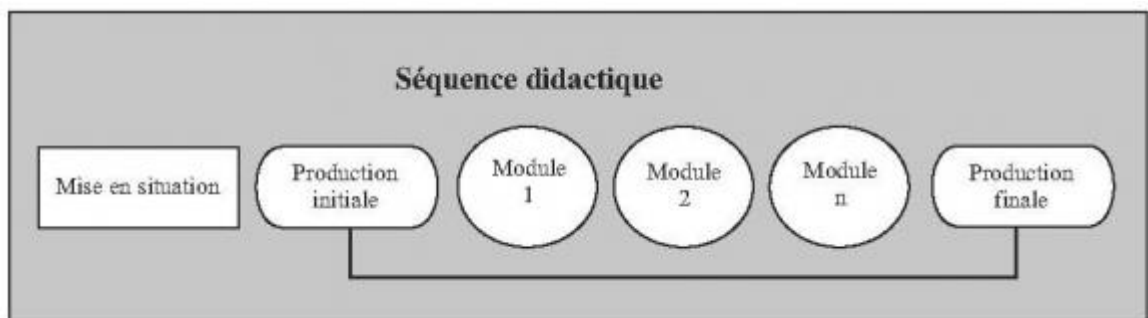 Séquence didactique
Mise en situation
Production
initiale
Module
1
Module
2
Module
n
Production
finale